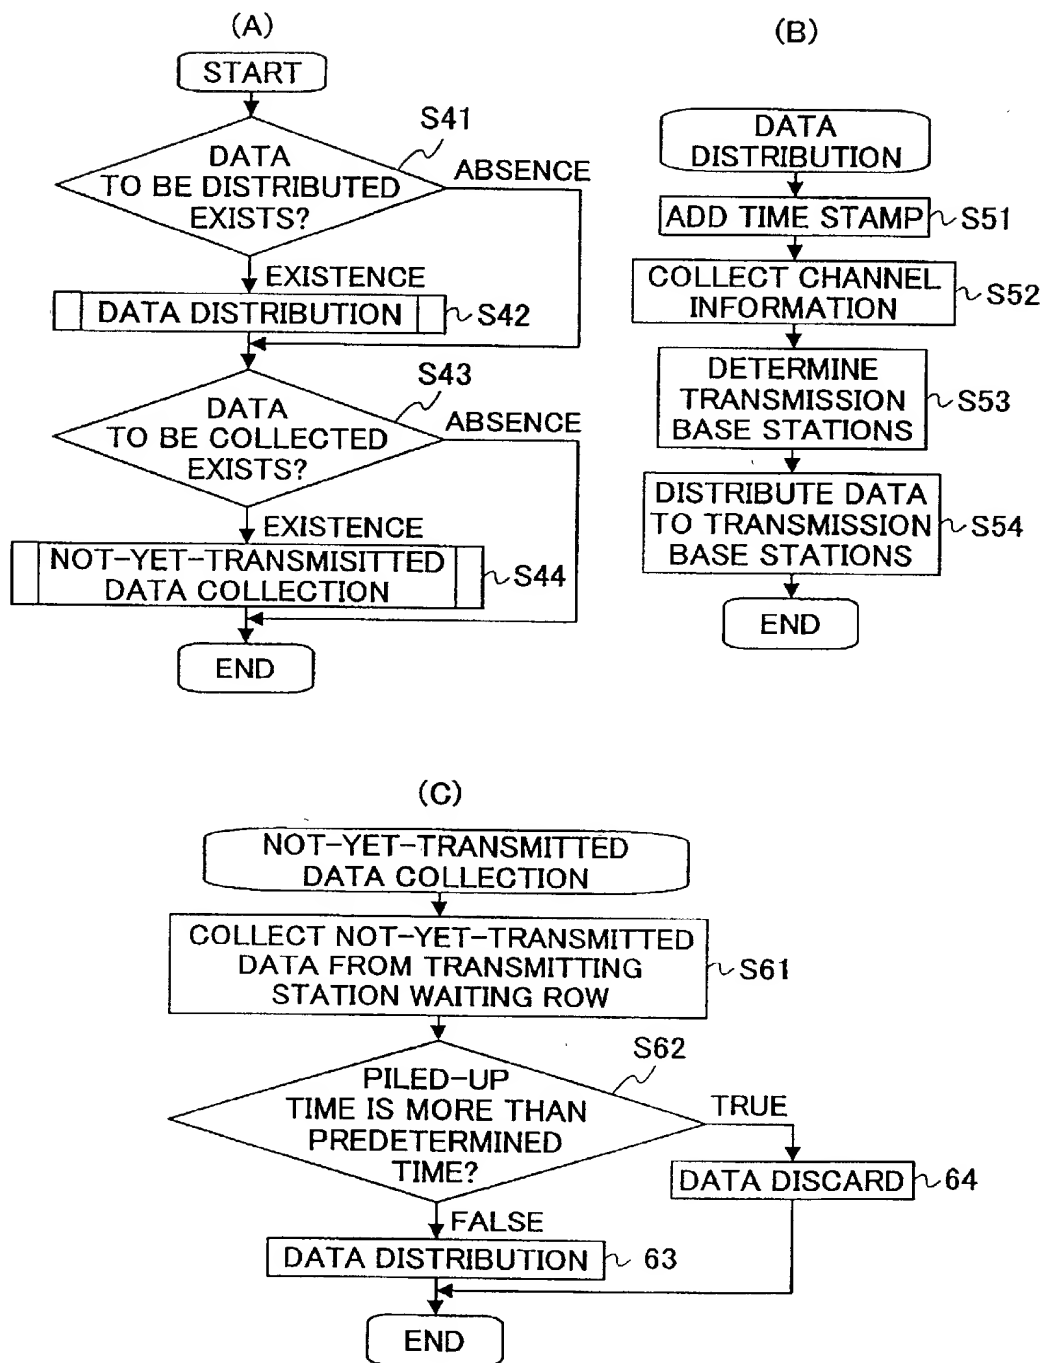 (A)
START
S41
DATA
TO BE DISTRIBUTED
EXISTS?
ABSENCE
EXISTENCE
DATA DISTRIBUTION
S42
S43
DATA
TO BE COLLECTED
EXISTS?
ABSENCE
EXISTENCE
NOT-YET-TRANSMISITTED
DATA COLLECTION
S44
END
(B)
DATA
DISTRIBUTION
ADD TIME STAMP
S51
COLLECT CHANNEL
INFORMATION
S52
DETERMINE
TRANSMISSION
BASE STATIONS
S53
DISTRIBUTE DATA
TO TRANSMISSION
BASE STATIONS
S54
END
(C)
NOT-YET-TRANSMITTED
DATA COLLECTION
COLLECT NOT-YET-TRANSMITTED
DATA FROM TRANSMITTING
STATION WAITING ROW
S61
S62
PILED-UP
TIME IS MORE THAN
PREDETERMINED
TIME?
TRUE
DATA DISCARD
64
FALSE
DATA DISTRIBUTION
63
END